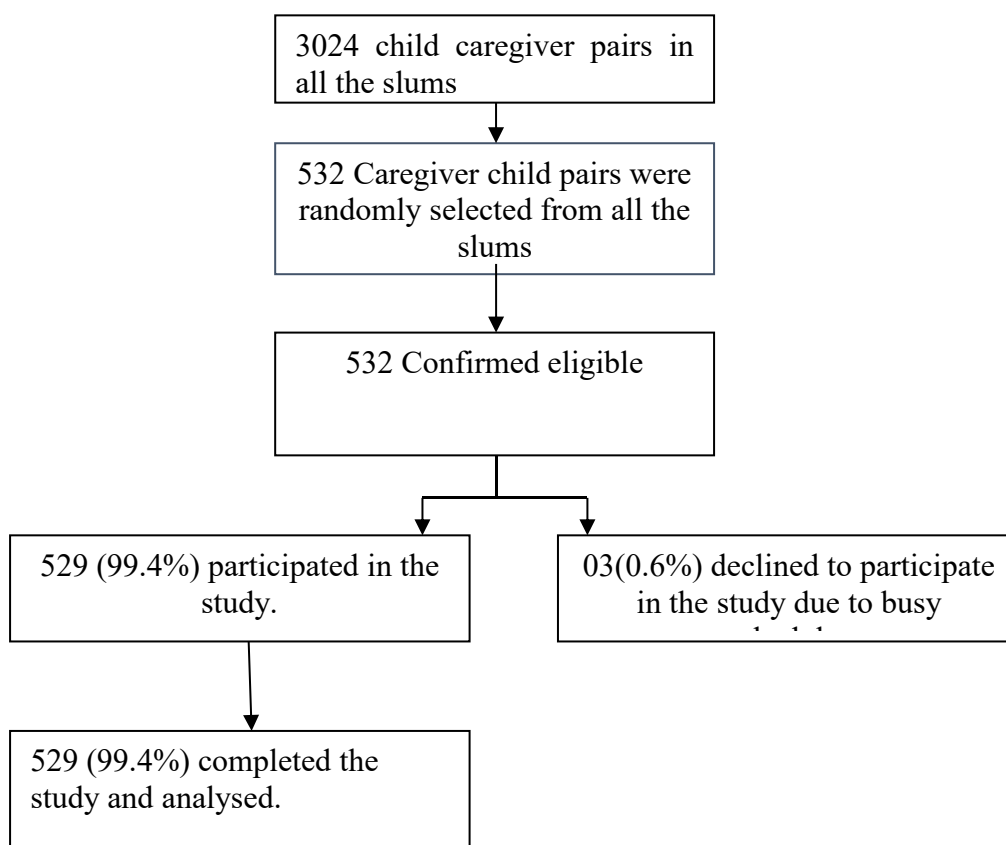 3024 child caregiver pairs in
all the slums
532 Caregiver child pairs were
randomly selected from all the
slums
532 Confirmed eligible
529 (99.4%) participated in the
study.
03(0.6%) declined to participate
in the study due to busy
529 (99.4%) completed the
study and analysed.